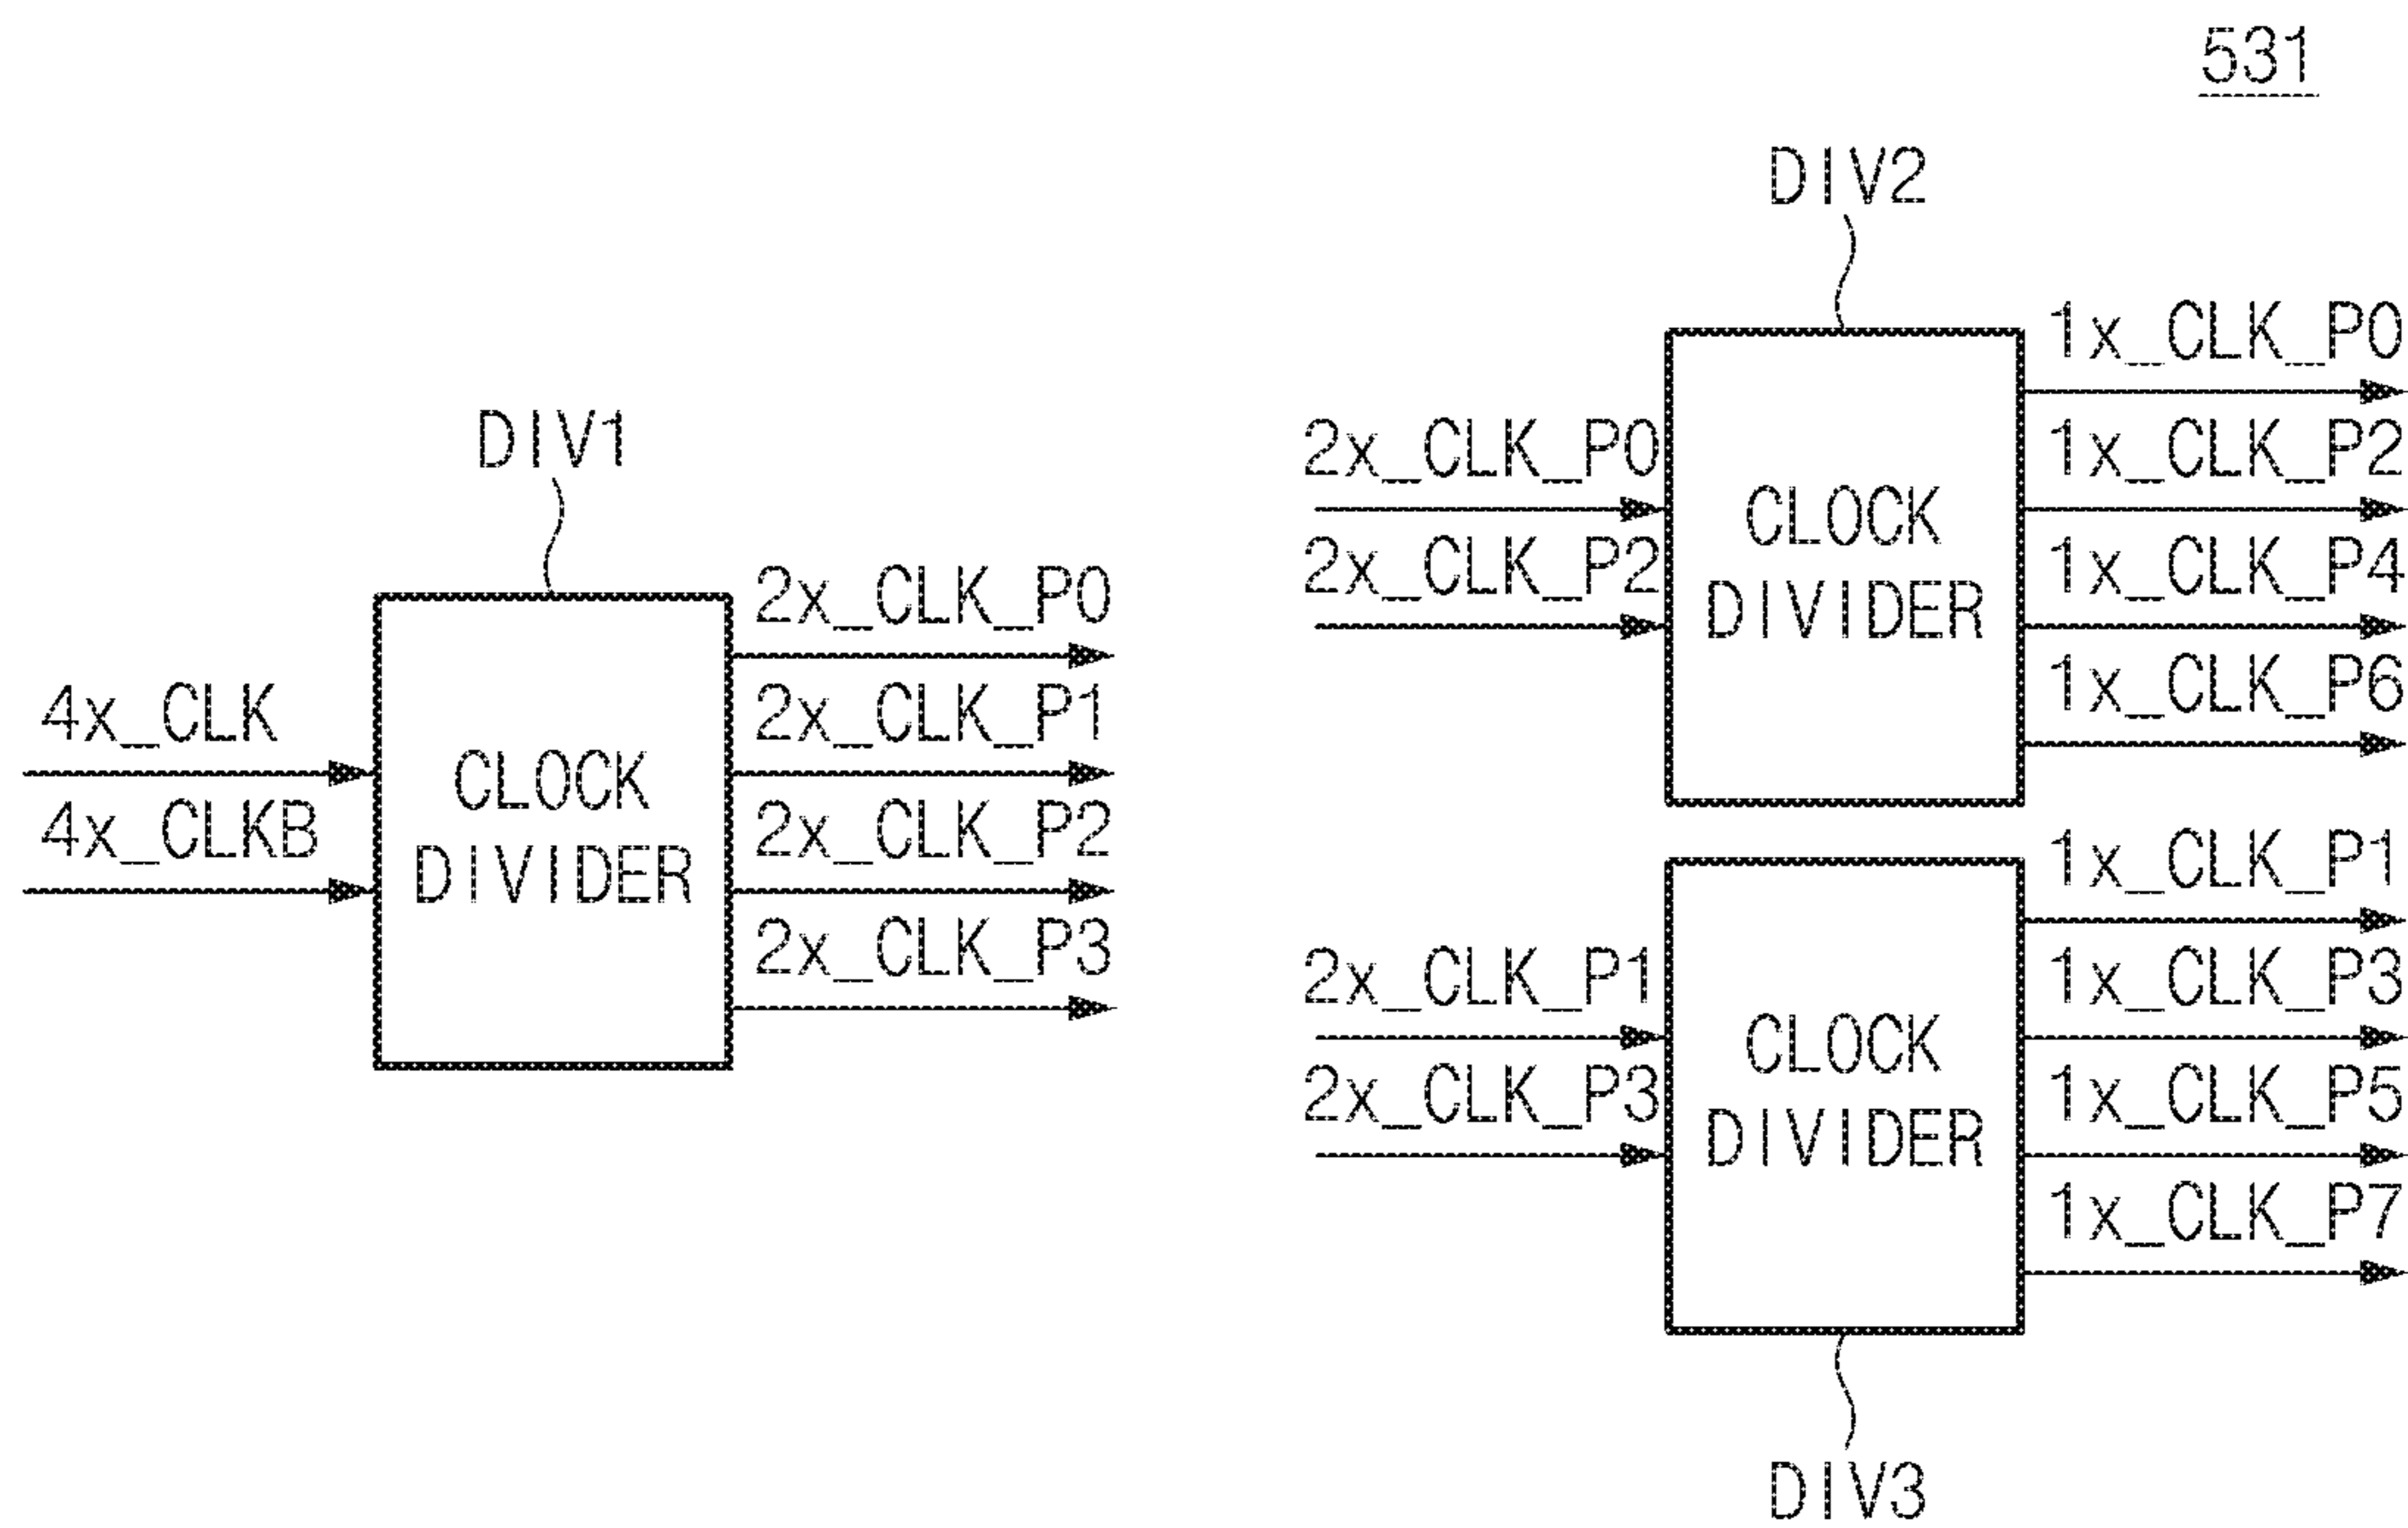 531
DIV1
4x_CLK
4x_CLKB
CLOCK
DIVIDER
2x_CLK_P0
2x_CLK_P1
2x_CLK_P2
2x_CLK_P3
DIV2
2x_CLK_P0
2x_CLK_P2
CLOCK
DIVIDER
1x_CLK_P0
1x_CLK_P2
1x_CLK_P4
1x_CLK_P6
2x_CLK_P1
2x_CLK_P3
CLOCK
DIVIDER
1x_CLK_P1
1x_CLK_P3
1x_CLK_P5
1x_CLK_P7
DIV3